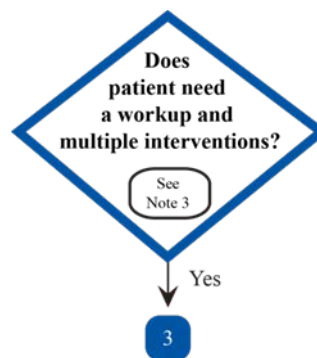 Does
patient need
a workup and
multiple interventions?
See
Note 3
Yes
3